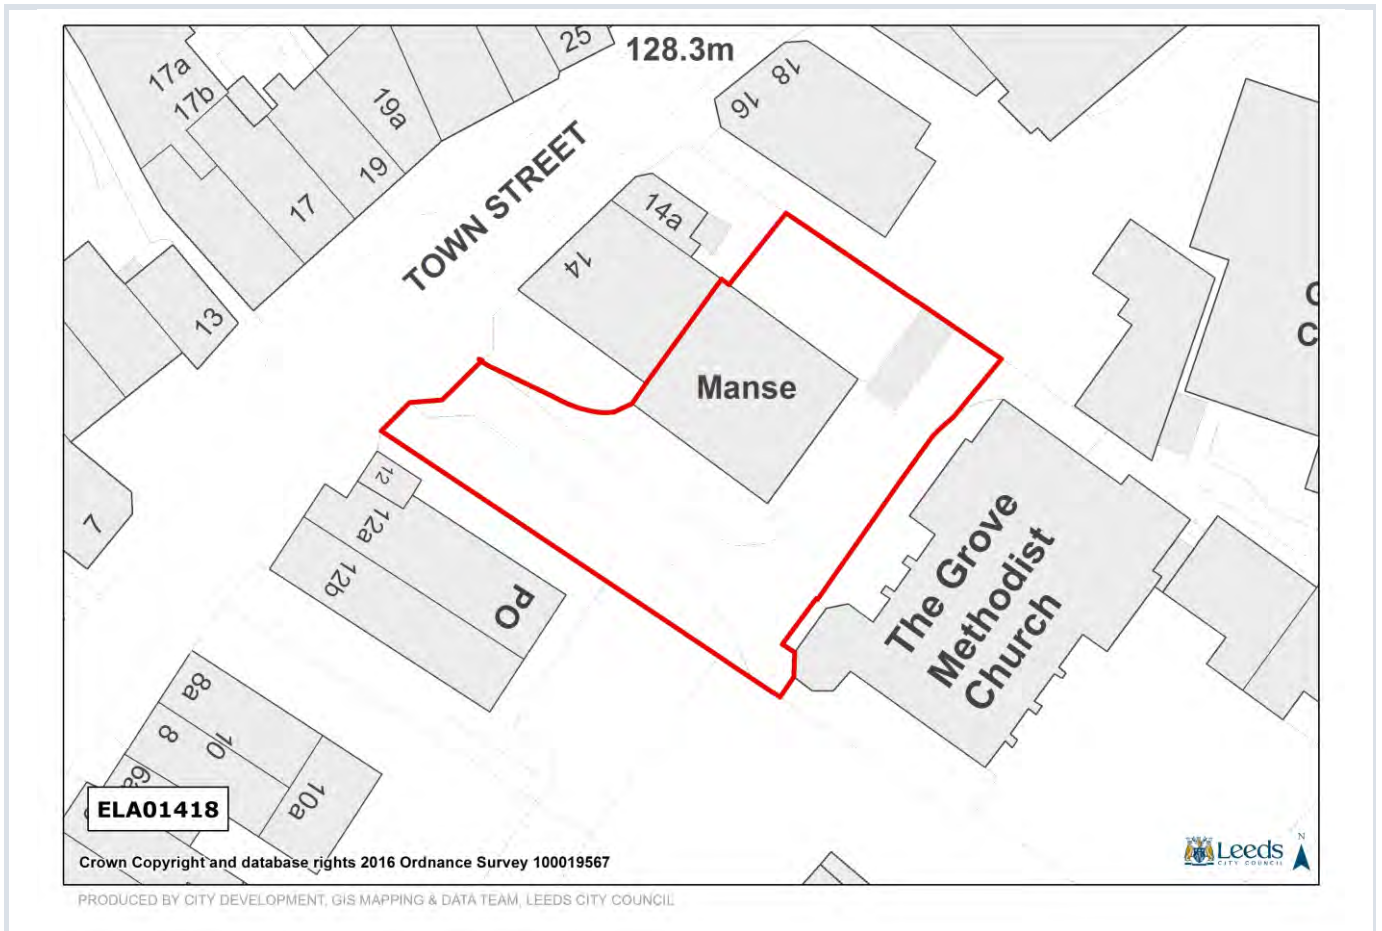 25
128.3m
17a
17b
19a
18
16
TOWN STREET
19
17
14a
14
13
Manse
7
12
12a
12b
PO
The Grove
Methodist
Church
8a
8
10
10a
6a
ELA01418
Crown Copyright and database rights 2016 Ordnance Survey 100019567
Leeds
CITY COUNCIL
N
PRODUCED BY CITY DEVELOPMENT, GIS MAPPING & DATA TEAM, LEEDS CITY COUNCIL